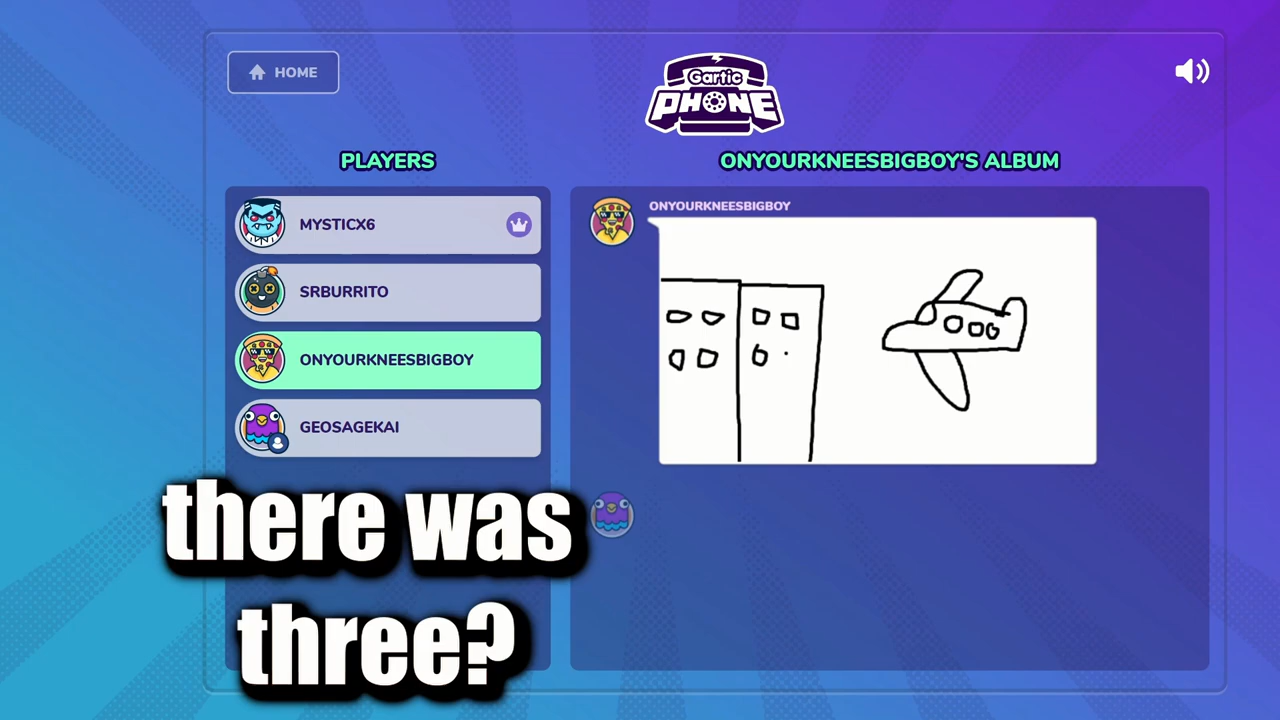 HOME
Gartic
PHONE
PLAYERS
ONYOURKNEESBIGBOY'S ALBUM
MYSTICX6
SRBURRITO
ONYOURKNEESBIGBOY
GEOSAGEKAI
ONYOURKNEESBIGBOY
there was
three?